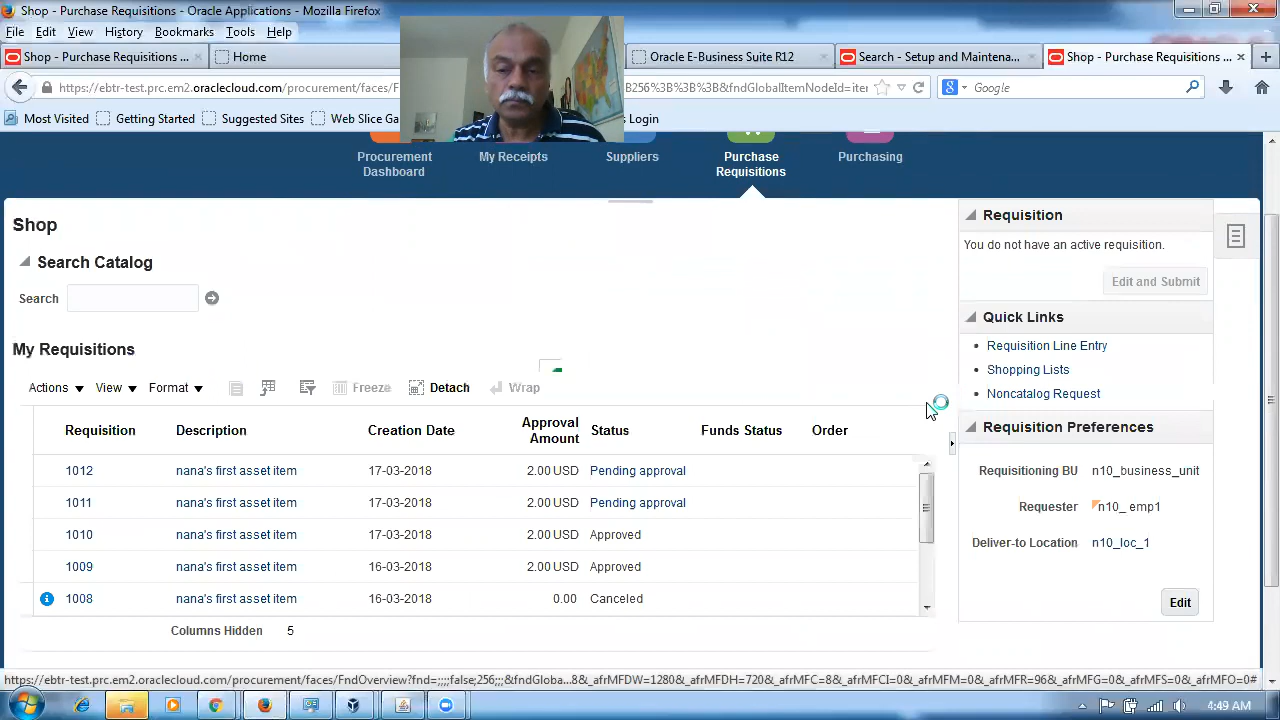 Shop - Purchase Requisitions - Oracle Applications - Mozilla Firefox
File Edit View History Bookmarks Tools Help
Shop - Purchase Requisitions ... Home Oracle E-Business Suite R12 Search - Setup and Maintena... Shop - Purchase Requisitions ...
https://ebtr-test.prc.em2.oraclecloud.com/procurement/faces/F B256%3B%3B%3B&fndGlobalItemNodeId=iter Google
Most Visited Getting Started Suggested Sites Web Slice Ga Login
Procurement Dashboard My Receipts Suppliers Purchase Requisitions Purchasing
Shop
Search Catalog
Search
My Requisitions
Actions View Format Freeze Detach Wrap
Requisition Description Creation Date Approval Amount Status Funds Status Order
1012 nana's first asset item 17-03-2018 2.00 USD Pending approval
1011 nana's first asset item 17-03-2018 2.00 USD Pending approval
1010 nana's first asset item 17-03-2018 2.00 USD Approved
1009 nana's first asset item 16-03-2018 2.00 USD Approved
1008 nana's first asset item 16-03-2018 0.00 Canceled
Columns Hidden 5
Requisition
You do not have an active requisition.
Edit and Submit
Quick Links
Requisition Line Entry
Shopping Lists
Noncatalog Request
Requisition Preferences
Requisitioning BU n10_business_unit
Requester n10_ emp1
Deliver-to Location n10_loc_1
Edit
https://ebtr-test.prc.em2.oraclecloud.com/procurement/faces/FndOverview?fnd=;;;;false;256;;;&fndGloba...8&_afrMFDW=1280&_afrMFDH=720&_afrMFC=8&_afrMFCI=0&_afrMFM=0&_afrMFR=96&_afrMFG=0&_afrMFS=0&_afrMFO=0#
4:49 AM